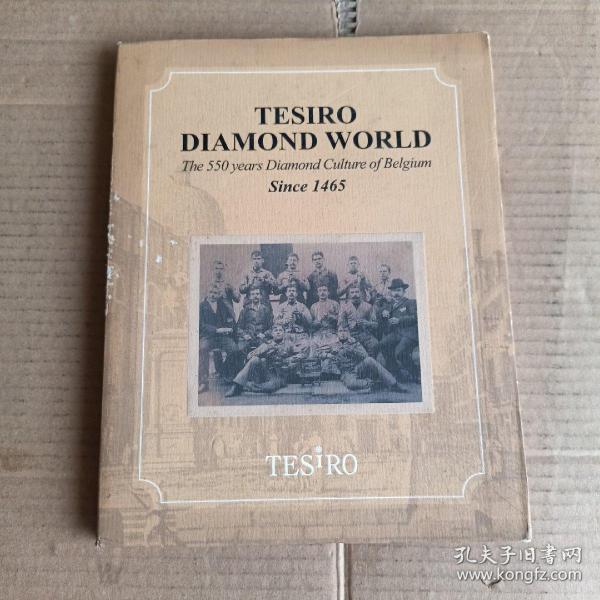 TESIRO
DIAMOND WORLD
The 550 years Diamond Culture of Belgium
Since 1465
TESiRO
孔夫子旧书网
www.kongfz.com